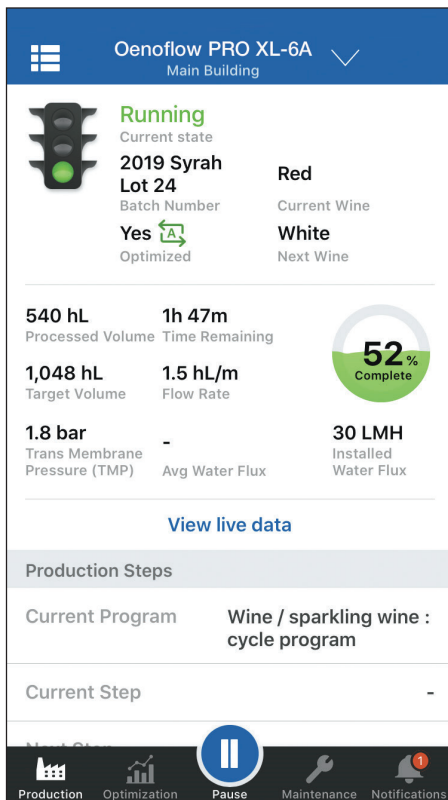 Oenoflow PRO XL-6A
Main Building
Running
Current state
2019 Syrah
Lot 24
Batch Number
Red
Current Wine
Yes A
Optimized
White
Next Wine
540 hL
Processed Volume
1h 47m
Time Remaining
52%
Complete
1,048 hL
Target Volume
1.5 hL/m
Flow Rate
1.8 bar
Trans Membrane
Pressure (TMP)
-
Avg Water Flux
30 LMH
Installed
Water Flux
View live data
Production Steps
Current Program
Wine / sparkling wine :
cycle program
Current Step -
Next Step
1
Production Optimization Pause Maintenance Notifications